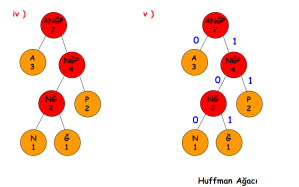 iv ) v )
ANĞP ANĞP
7 7
0 1
A NĞP A NĞP
3 4 3 4
0 1
NĞ P NĞ P
2 2 2 2
0 1
N Ğ N Ğ
1 1 1 1
Huffman Ağacı